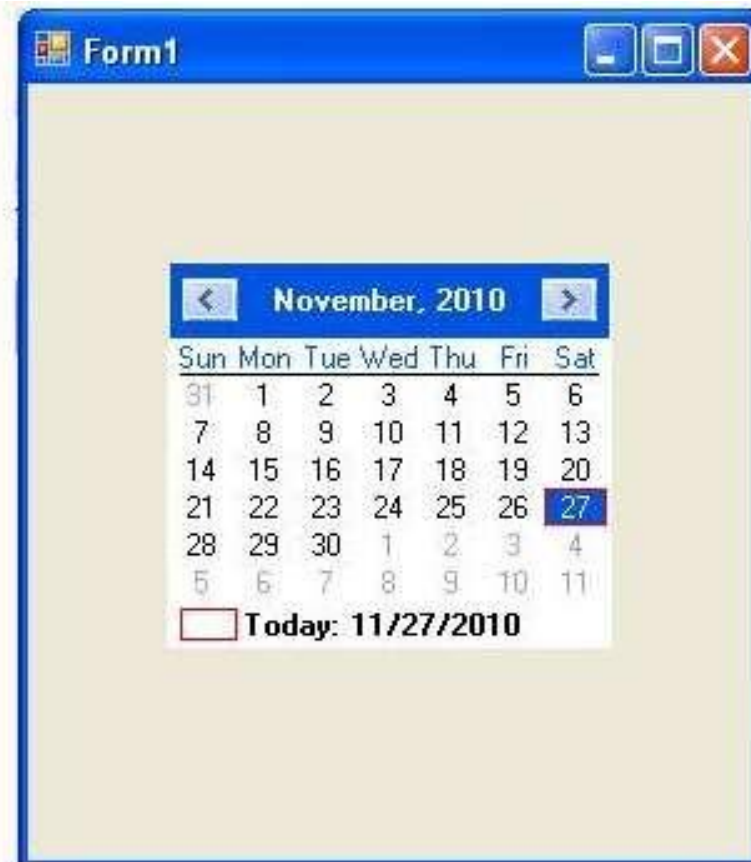 Form1
November, 2010
Sun Mon Tue Wed Thu Fri Sat
31 1 2 3 4 5 6
7 8 9 10 11 12 13
14 15 16 17 18 19 20
21 22 23 24 25 26 27
28 29 30 1 2 3 4
5 6 7 8 9 10 11
Today: 11/27/2010